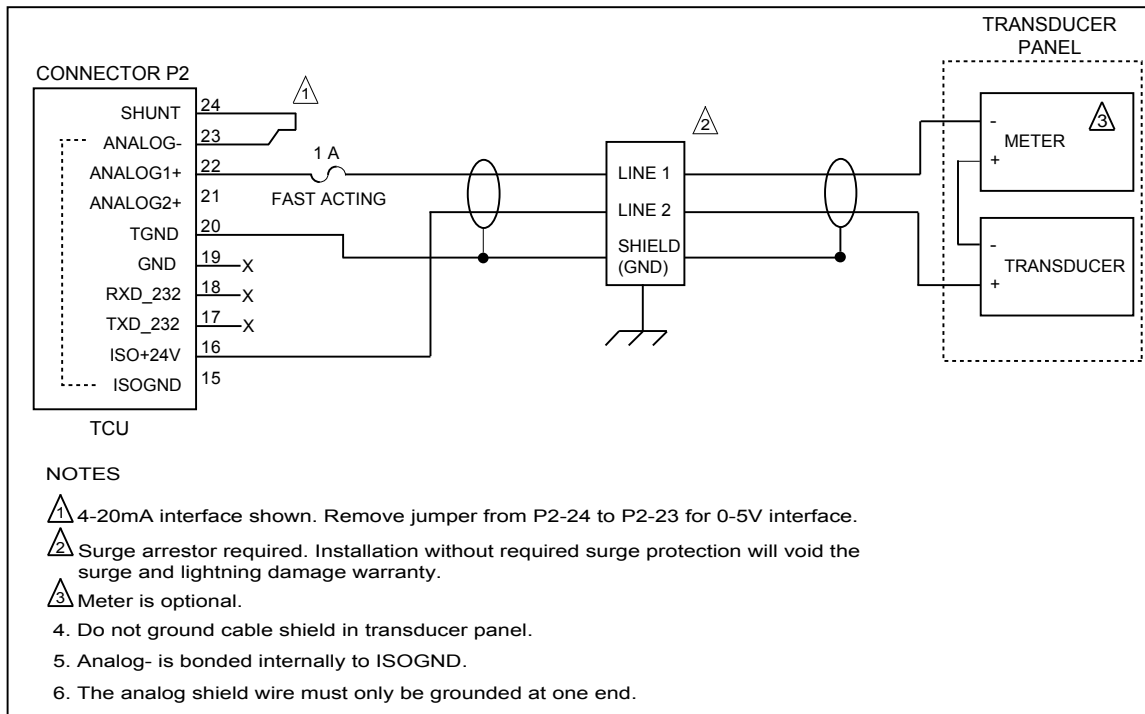 TRANSDUCER
PANEL
CONNECTOR P2
SHUNT 24
1
ANALOG- 23
2
- METER 3
+
ANALOG1+ 22
1 A
FAST ACTING
LINE 1
ANALOG2+ 21
LINE 2
TGND 20
SHIELD
(GND)
GND 19 X
- TRANSDUCER
+
RXD_232 18 X
TXD_232 17 X
ISO+24V 16
ISOGND 15
TCU
NOTES
1 4-20mA interface shown. Remove jumper from P2-24 to P2-23 for 0-5V interface.
2 Surge arrestor required. Installation without required surge protection will void the
surge and lightning damage warranty.
3 Meter is optional.
4. Do not ground cable shield in transducer panel.
5. Analog- is bonded internally to ISOGND.
6. The analog shield wire must only be grounded at one end.